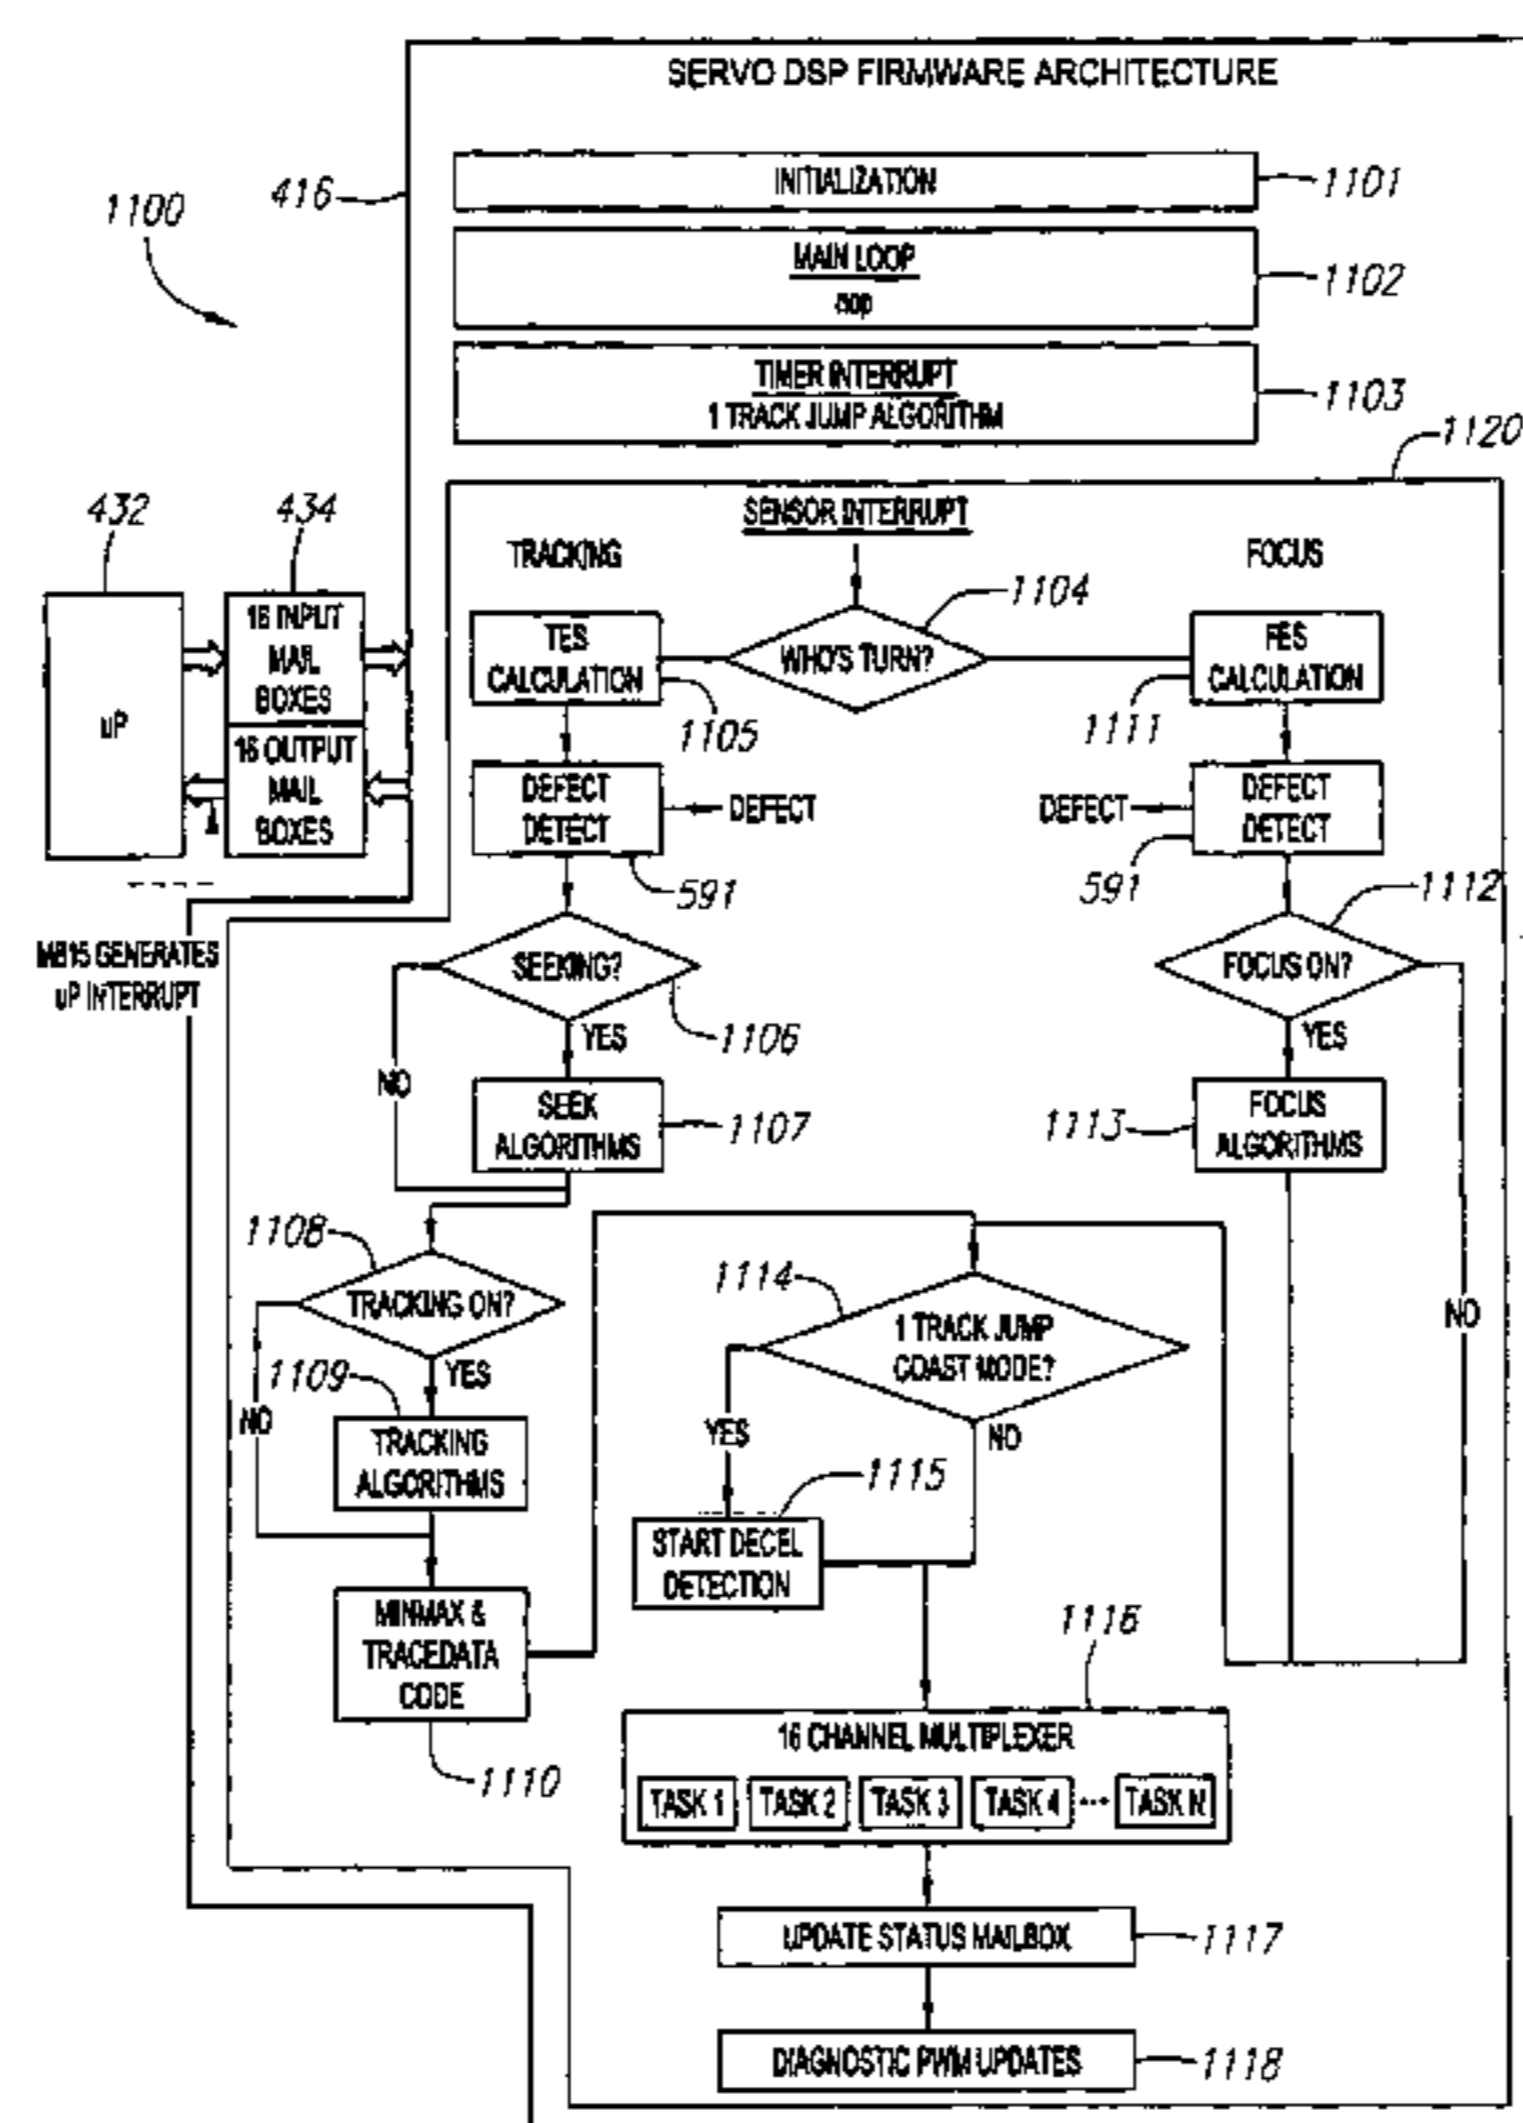 SERVO DSP FIRMWARE ARCHITECTURE
INITIALIZATION
1101
416
1100
MAIN LOOP
nop
1102
TIMER INTERRUPT
1 TRACK JUMP ALGORITHM
1103
1120
432
434
SENSOR INTERRUPT
TRACKING
FOCUS
1104
uP
16 INPUT
MAIL
BOXES
16 OUTPUT
MAIL
BOXES
TES
CALCULATION
WHO'S TURN?
FES
CALCULATION
1105
1111
DEFECT
DETECT
DEFECT
DEFECT
DEFECT
DETECT
591
591
1112
MB15 GENERATES
uP INTERRUPT
SEEKING?
FOCUS ON?
1106
YES
YES
NO
SEEK
ALGORITHMS
1107
1113
FOCUS
ALGORITHMS
1108
1114
TRACKING ON?
1 TRACK JUMP
COAST MODE?
NO
1109
YES
NO
YES
NO
TRACKING
ALGORITHMS
1115
START DECEL
DETECTION
MINMAX &
TRACEDATA
CODE
1116
1110
16 CHANNEL MULTIPLEXER
TASK 1
TASK 2
TASK 3
TASK 4
...
TASK N
UPDATE STATUS MAILBOX
1117
DIAGNOSTIC PWM UPDATES
1118